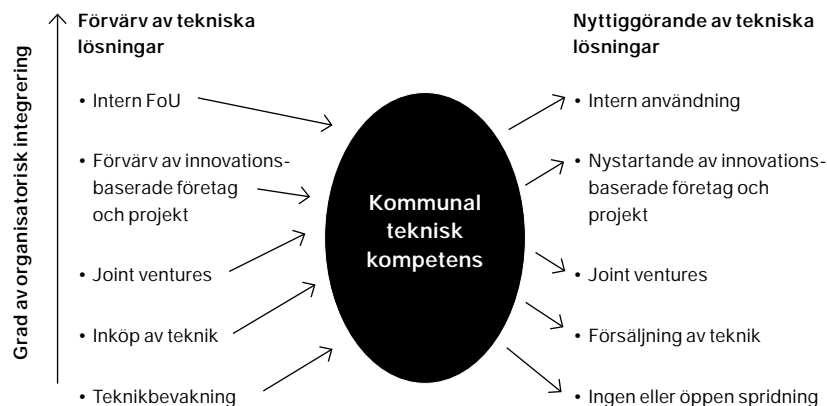 Grad av organisatorisk integrering
Förvärv av tekniska
lösningar
• Intern FoU
• Förvärv av innovations-
baserade företag
och projekt
• Joint ventures
• Inköp av teknik
• Teknikbevakning
Kommunal
teknisk
kompetens
Nyttiggörande av tekniska
lösningar
• Intern användning
• Nystartande av innovations-
baserade företag och
projekt
• Joint ventures
• Försäljning av teknik
• Ingen eller öppen spridning